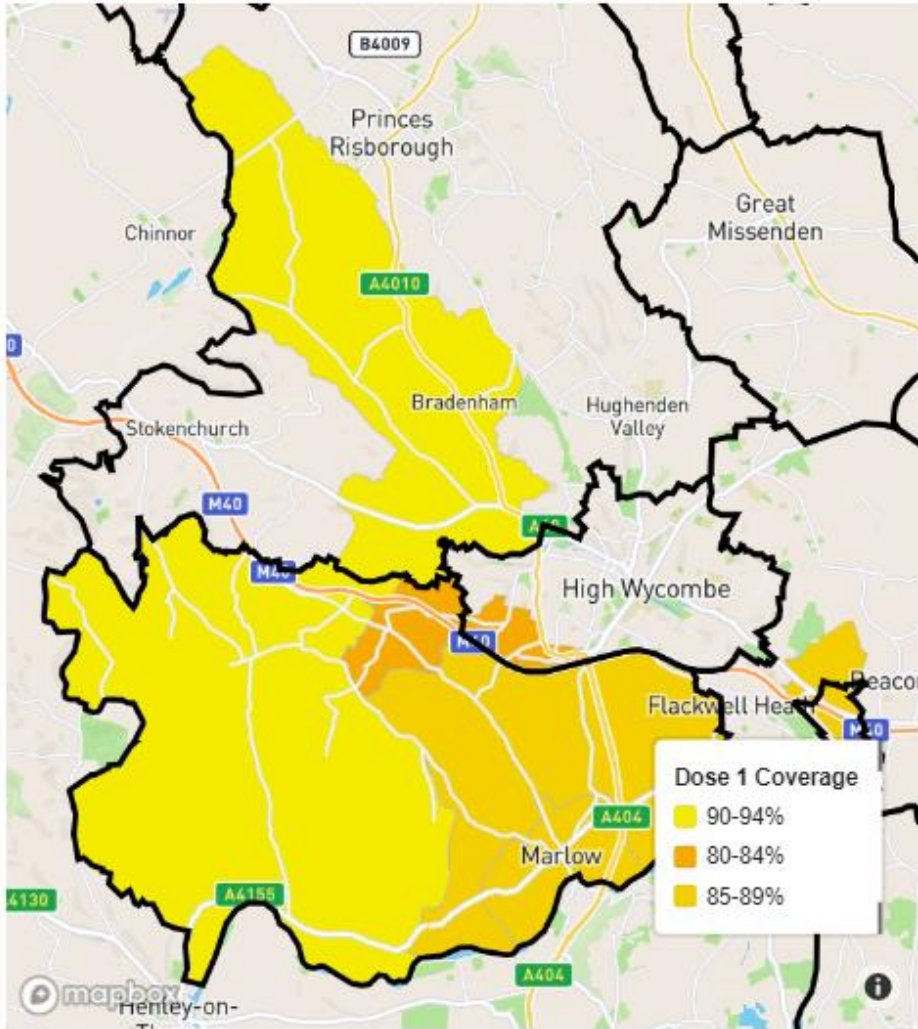 B4009
Princes
Risborough
Great
Missenden
Chinnor
A4010
Bradenham
Hughenden
Valley
Stokenchurch
M40
M40
High Wycombe
M40
Flackwell Heath
M40
Dose 1 Coverage
90-94%
80-84%
85-89%
A404
Marlow
A4155
A404
mapbox
Henley-on-